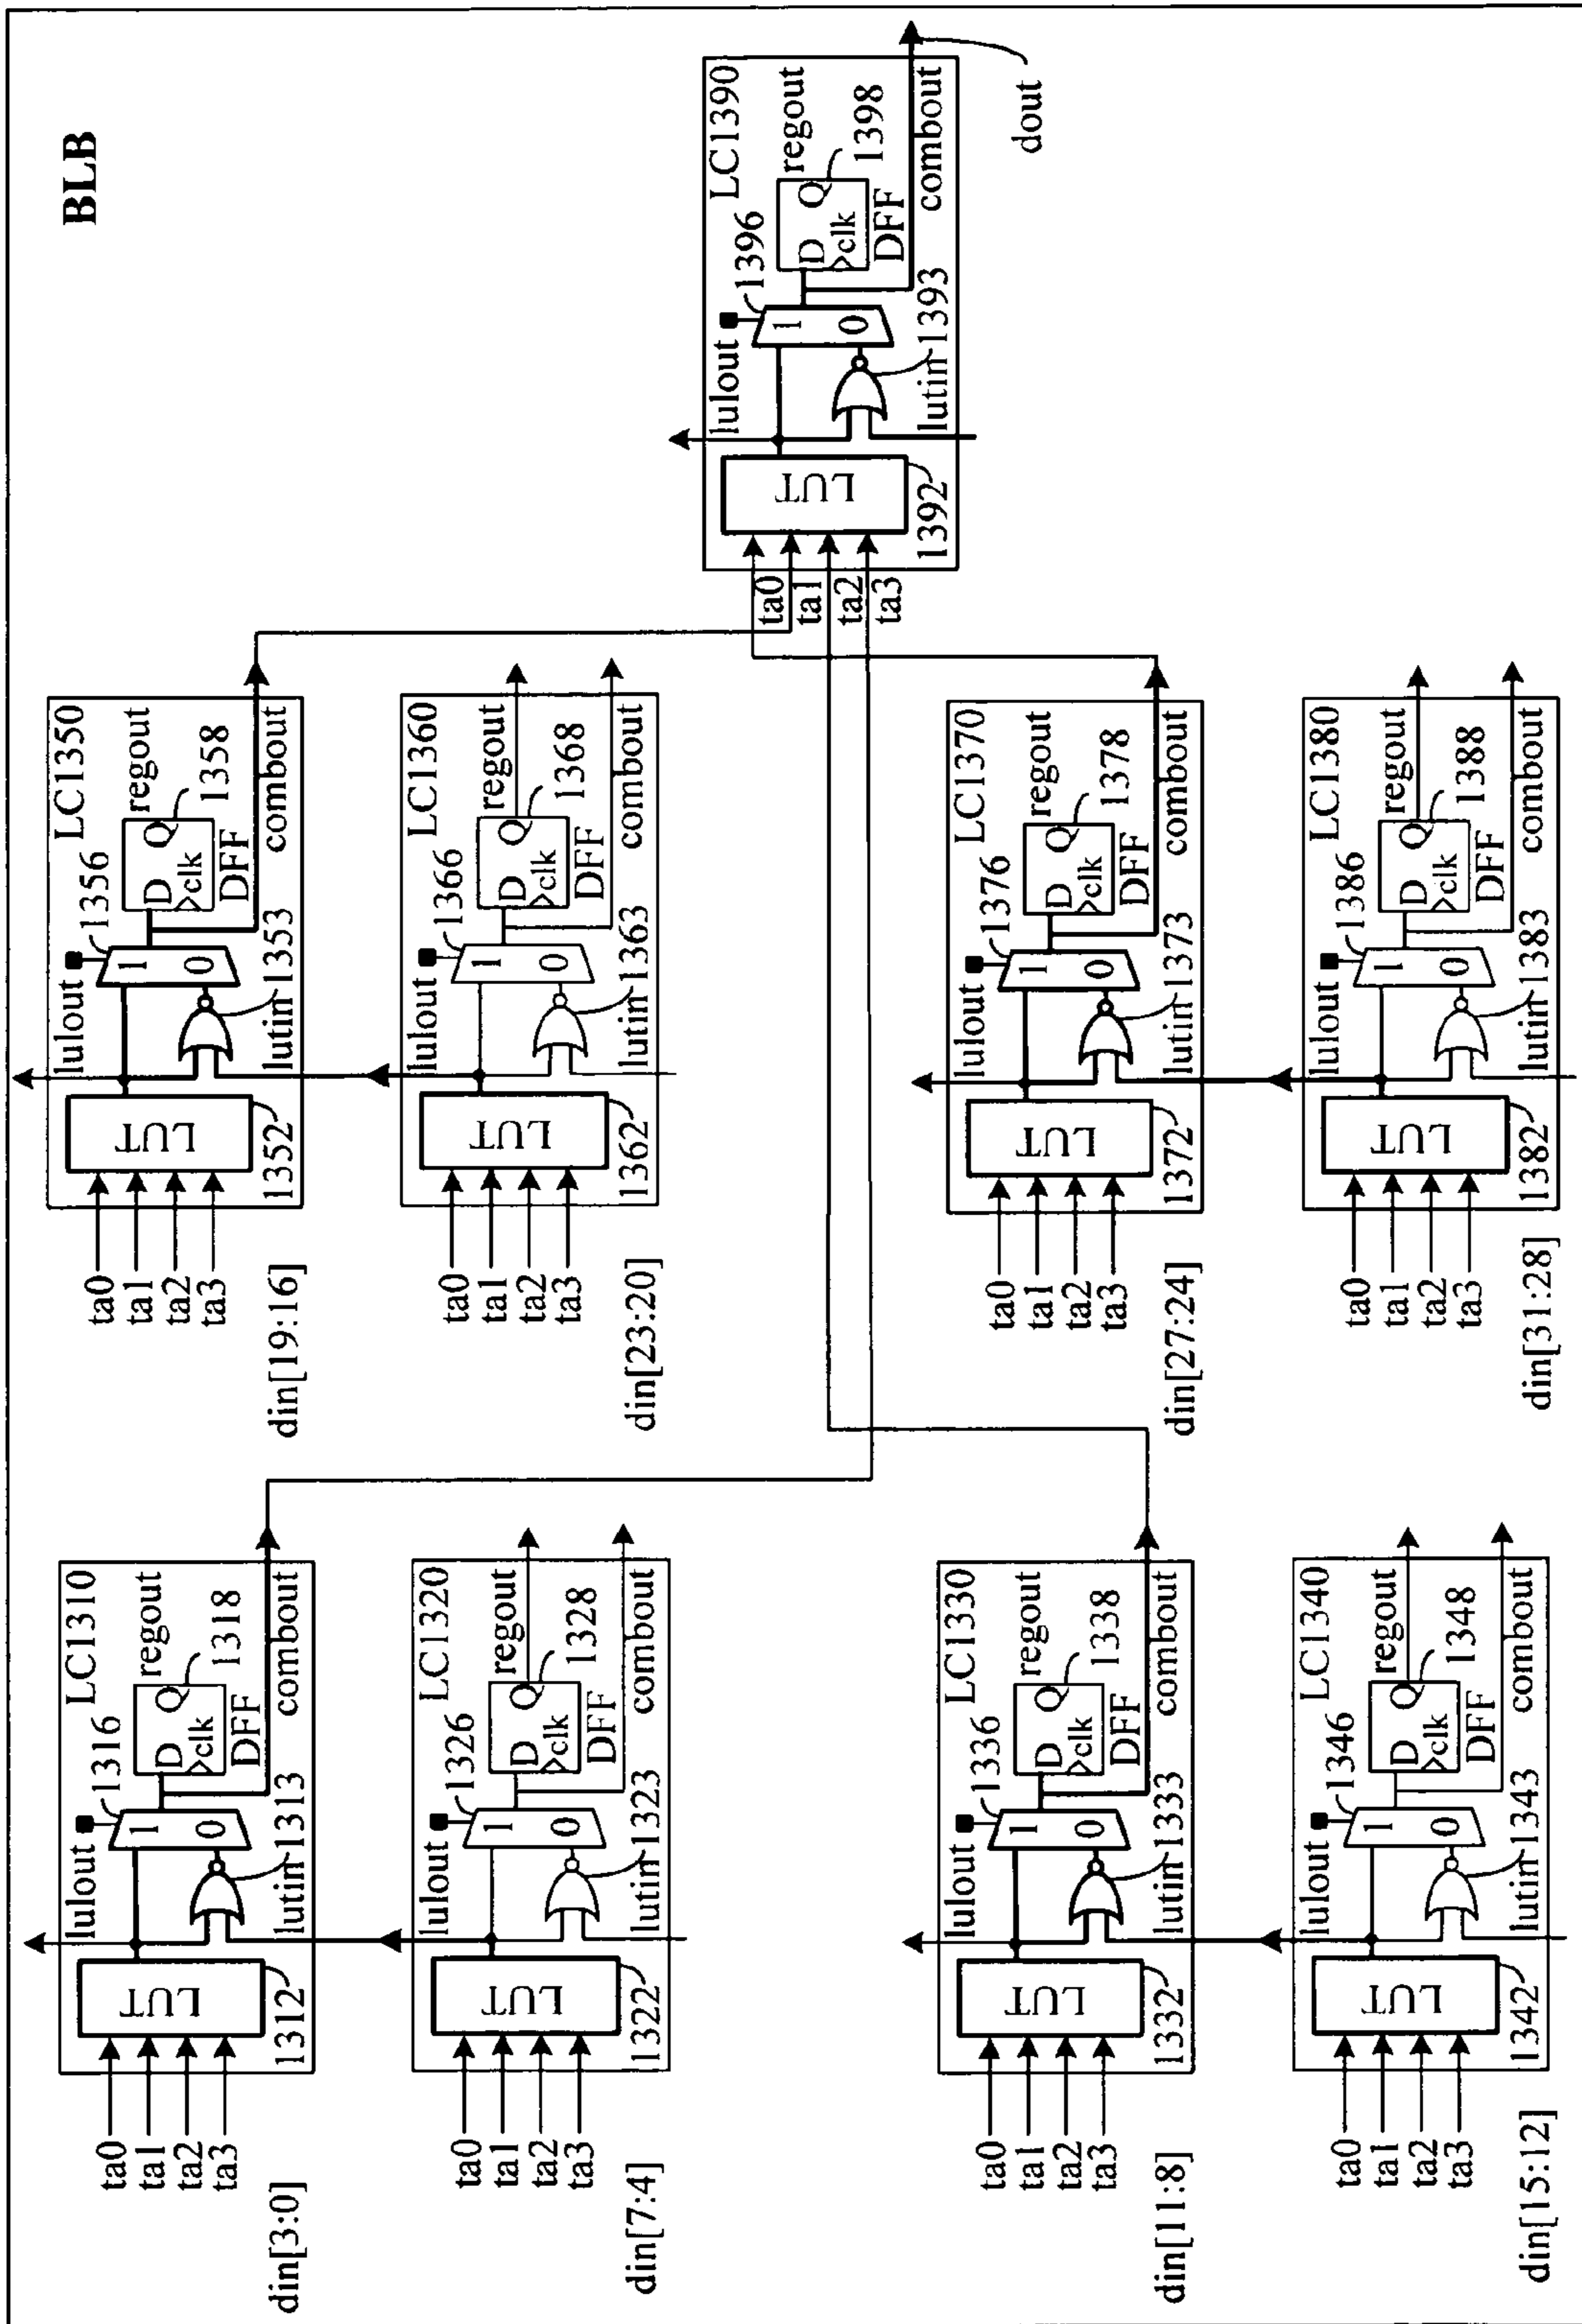 BLB
LC1310
lulout
1316
regout
D
Q
clk
1318
DFF
1
0
LUT
1312
lutin
1313
combout
ta0
ta1
ta2
ta3
din[3:0]
LC1320
lulout
1326
regout
D
Q
clk
1328
DFF
1
0
LUT
1322
lutin
1323
combout
ta0
ta1
ta2
ta3
din[7:4]
LC1330
lulout
1336
regout
D
Q
clk
1338
DFF
1
0
LUT
1332
lutin
1333
combout
ta0
ta1
ta2
ta3
din[11:8]
LC1340
lulout
1346
regout
D
Q
clk
1348
DFF
1
0
LUT
1342
lutin
1343
combout
ta0
ta1
ta2
ta3
din[15:12]
LC1350
lulout
1356
regout
D
Q
clk
1358
DFF
1
0
LUT
1352
lutin
1353
combout
ta0
ta1
ta2
ta3
din[19:16]
LC1360
lulout
1366
regout
D
Q
clk
1368
DFF
1
0
LUT
1362
lutin
1363
combout
ta0
ta1
ta2
ta3
din[23:20]
LC1370
lulout
1376
regout
D
Q
clk
1378
DFF
1
0
LUT
1372
lutin
1373
combout
ta0
ta1
ta2
ta3
din[27:24]
LC1380
lulout
1386
regout
D
Q
clk
1388
DFF
1
0
LUT
1382
lutin
1383
combout
ta0
ta1
ta2
ta3
din[31:28]
LC1390
lulout
1396
regout
D
Q
clk
1398
DFF
1
0
LUT
1392
lutin
1393
combout
ta0
ta1
ta2
ta3
dout